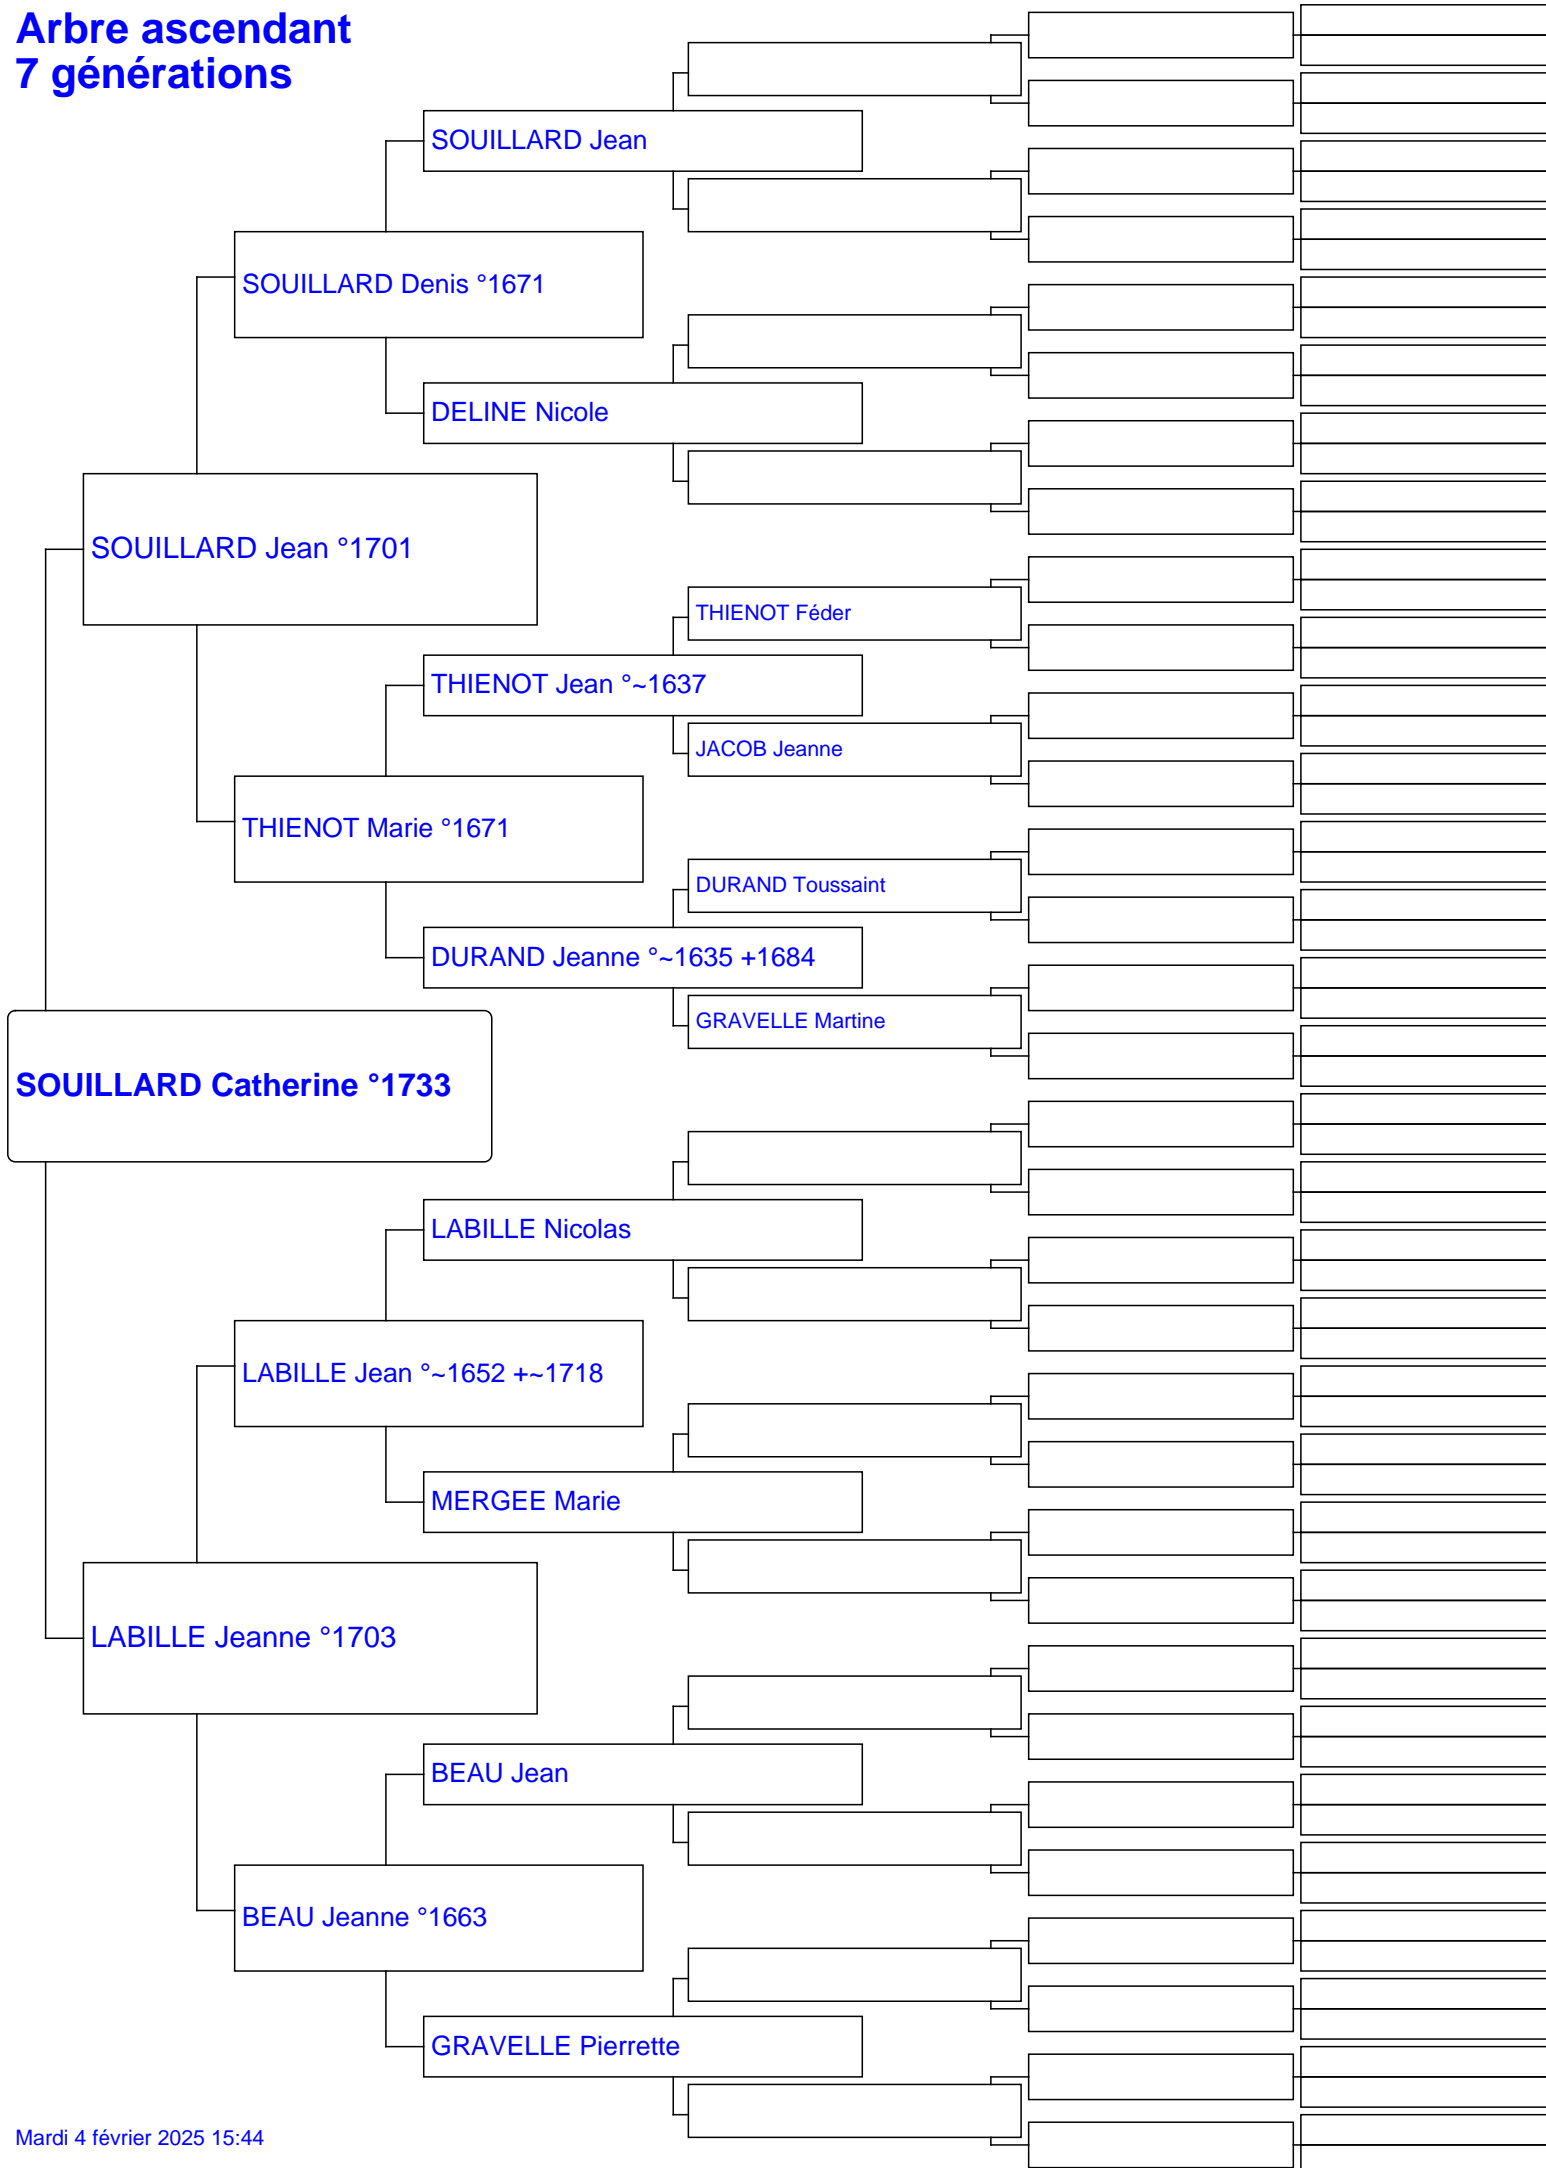 Arbre ascendant
7 générations
SOUILLARD Jean
SOUILLARD Denis °1671
DELINE Nicole
SOUILLARD Jean °1701
THIENOT Féder
THIENOT Jean °~1637
JACOB Jeanne
THIENOT Marie °1671
DURAND Toussaint
DURAND Jeanne °~1635 +1684
GRAVELLE Martine
SOUILLARD Catherine °1733
LABILLE Nicolas
LABILLE Jean °~1652 +~1718
MERGEE Marie
LABILLE Jeanne °1703
BEAU Jean
BEAU Jeanne °1663
GRAVELLE Pierrette
Mardi 4 février 2025 15:44